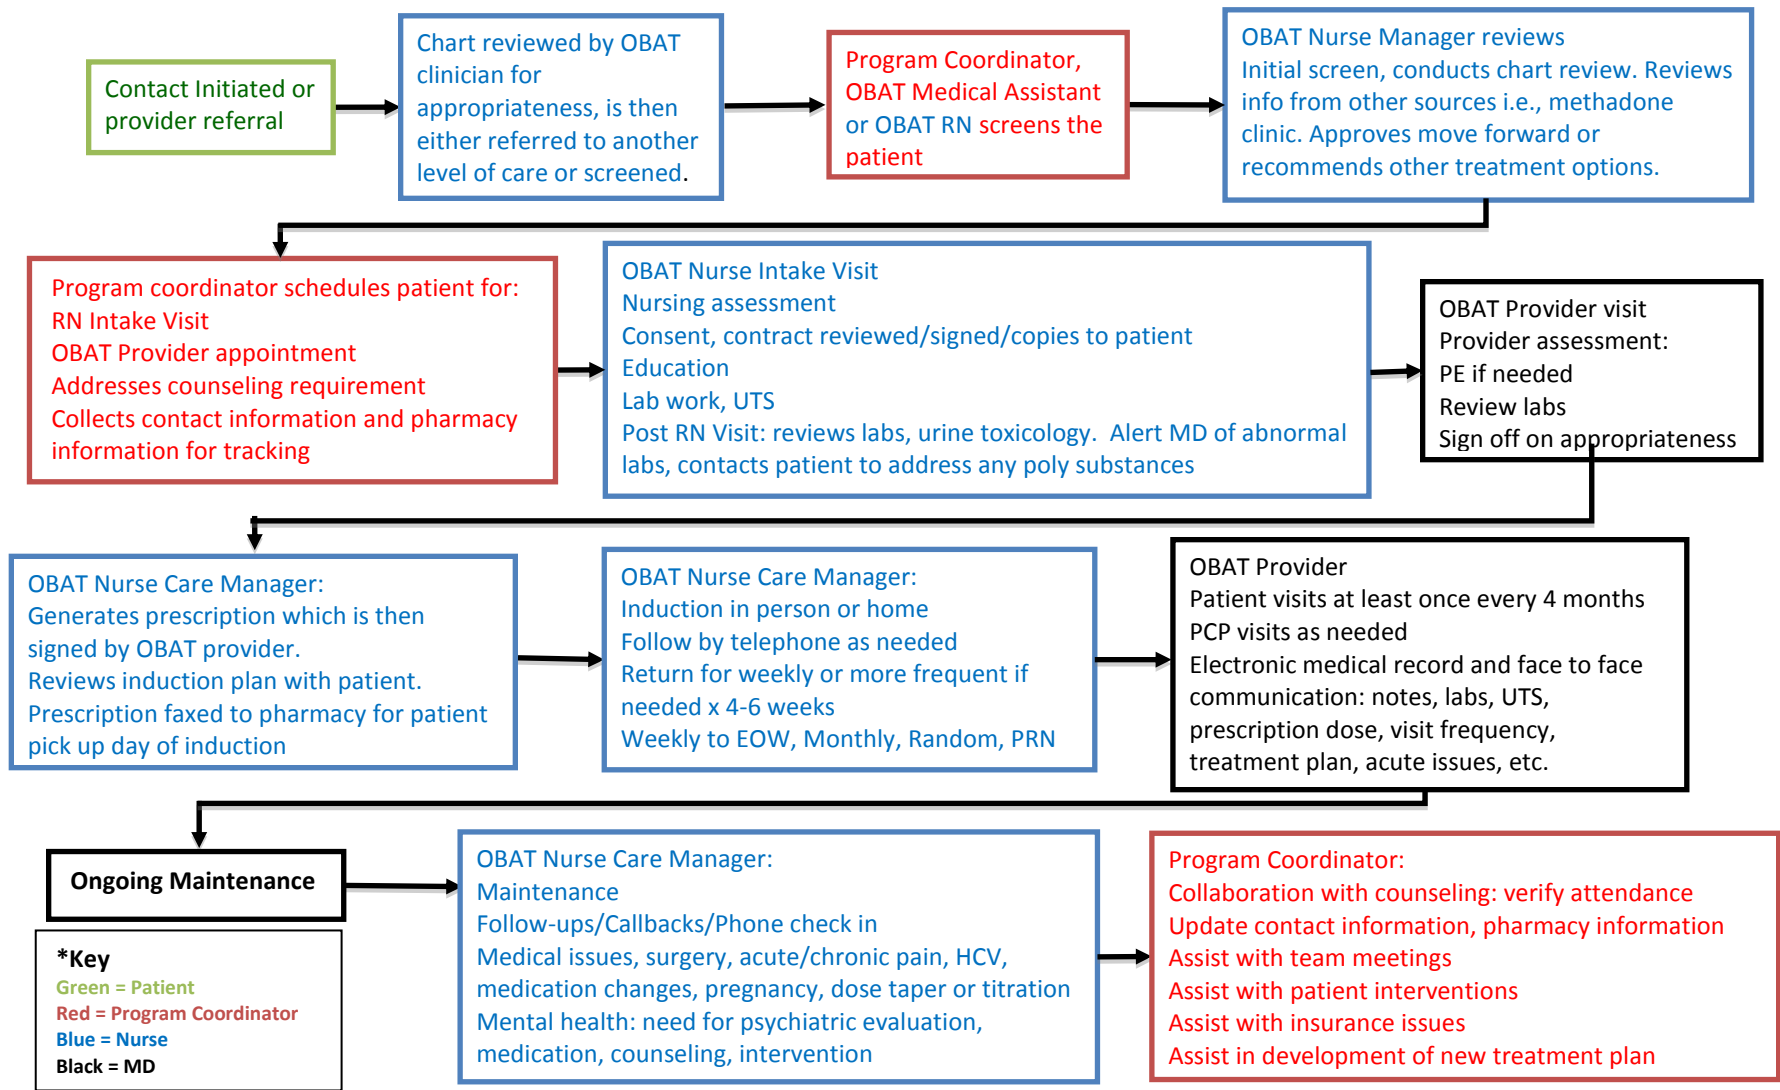 Contact Initiated or
provider referral
Chart reviewed by OBAT
clinician for
appropriateness, is then
either referred to another
level of care or screened.
Program Coordinator,
OBAT Medical Assistant
or OBAT RN screens the
patient
OBAT Nurse Manager reviews
Initial screen, conducts chart review. Reviews
info from other sources i.e., methadone
clinic. Approves move forward or
recommends other treatment options.
Program coordinator schedules patient for:
RN Intake Visit
OBAT Provider appointment
Addresses counseling requirement
Collects contact information and pharmacy
information for tracking
OBAT Nurse Intake Visit
Nursing assessment
Consent, contract reviewed/signed/copies to patient
Education
Lab work, UTS
Post RN Visit: reviews labs, urine toxicology.  Alert MD of abnormal
labs, contacts patient to address any poly substances
OBAT Provider visit
Provider assessment:
PE if needed
Review labs
Sign off on appropriateness
OBAT Nurse Care Manager:
Generates prescription which is then
signed by OBAT provider.
Reviews induction plan with patient.
Prescription faxed to pharmacy for patient
pick up day of induction
OBAT Nurse Care Manager:
Induction in person or home
Follow by telephone as needed
Return for weekly or more frequent if
needed x 4-6 weeks
Weekly to EOW, Monthly, Random, PRN
OBAT Provider
Patient visits at least once every 4 months
PCP visits as needed
Electronic medical record and face to face
communication: notes, labs, UTS,
prescription dose, visit frequency,
treatment plan, acute issues, etc.
Ongoing Maintenance
OBAT Nurse Care Manager:
Maintenance
Follow-ups/Callbacks/Phone check in
Medical issues, surgery, acute/chronic pain, HCV,
medication changes, pregnancy, dose taper or titration
Mental health: need for psychiatric evaluation,
medication, counseling, intervention
Program Coordinator:
Collaboration with counseling: verify attendance
Update contact information, pharmacy information
Assist with team meetings
Assist with patient interventions
Assist with insurance issues
Assist in development of new treatment plan
*Key
Green = Patient
Red = Program Coordinator
Blue = Nurse
Black = MD